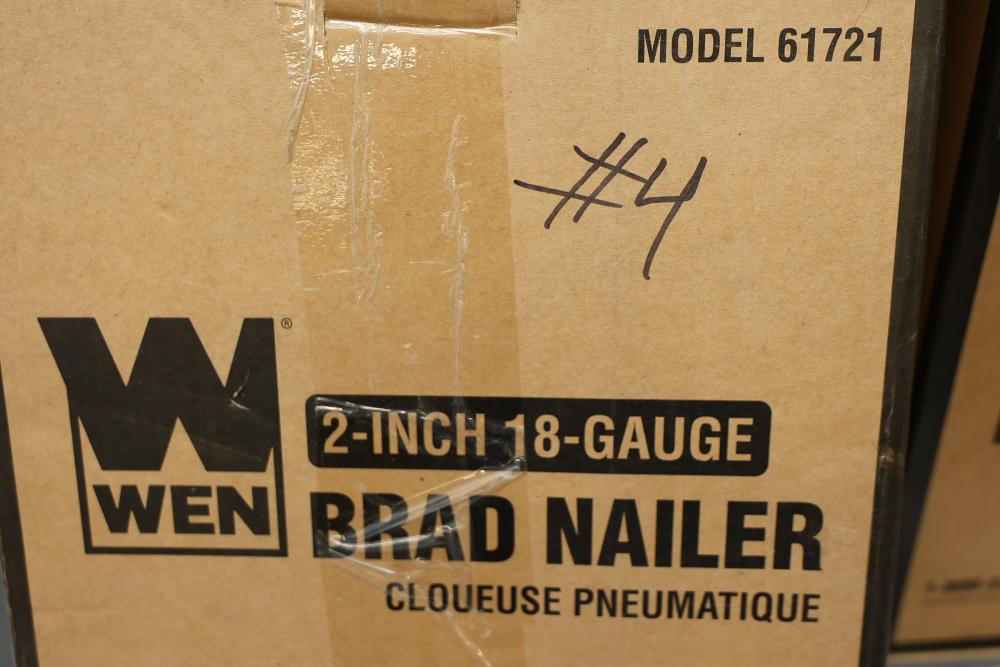 MODEL 61721
#4
W®
WEN
2-INCH 18-GAUGE
BRAD NAILER
CLOUEUSE PNEUMATIQUE